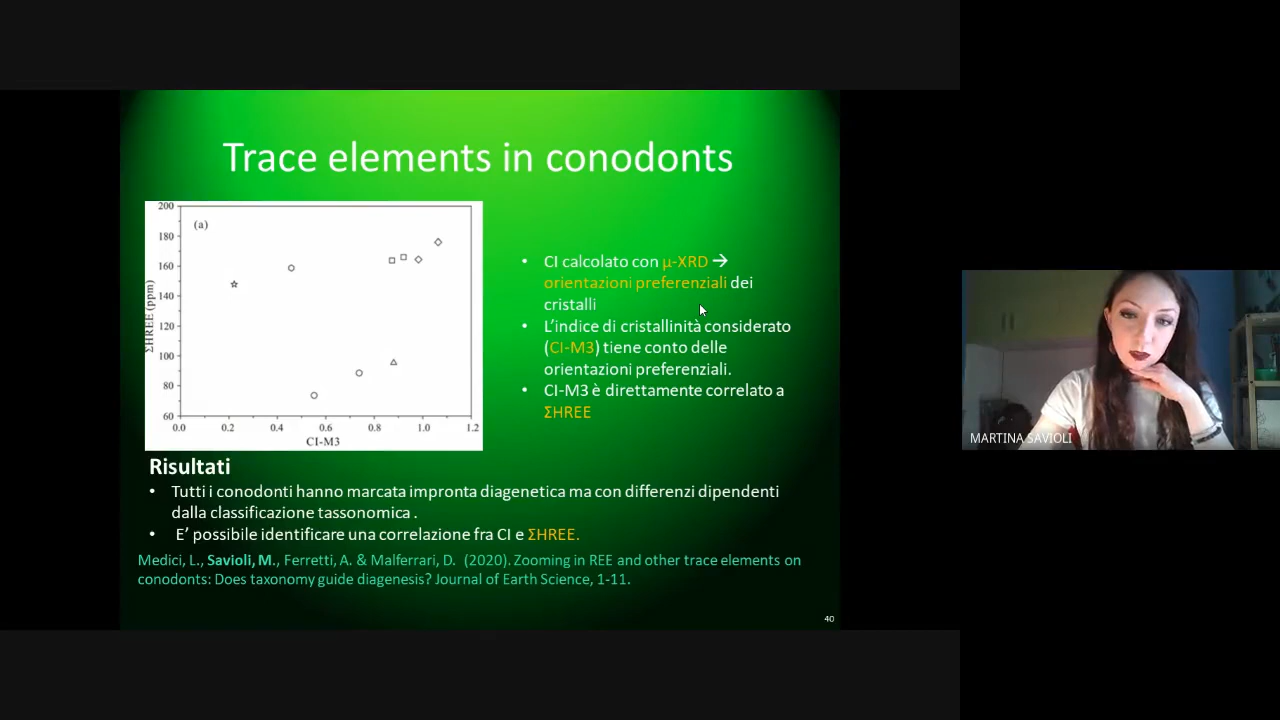 Trace elements in conodonts
200
180
160
140
120
100
80
60
ΣHREE (ppm)
(a)
0.0 0.2 0.4 0.6 0.8 1.0 1.2
CI-M3
• CI calcolato con μ-XRD →
orientazioni preferenziali dei
cristalli
• L’indice di cristallinità considerato
(CI-M3) tiene conto delle
orientazioni preferenziali.
• CI-M3 è direttamente correlato a
ΣHREE
Risultati
• Tutti i conodonti hanno marcata impronta diagenetica ma con differenzi dipendenti
dalla classificazione tassonomica .
• E’ possibile identificare una correlazione fra CI e ΣHREE.
Medici, L., Savioli, M., Ferretti, A. & Malferrari, D. (2020). Zooming in REE and other trace elements on
conodonts: Does taxonomy guide diagenesis? Journal of Earth Science, 1-11.
40
MARTINA SAVIOLI